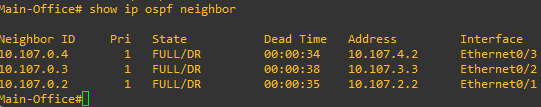 Main-Office# show ip ospf neighbor
Neighbor ID     Pri   State           Dead Time   Address         Interface
10.107.0.4        1   FULL/DR         00:00:34    10.107.4.2      Ethernet0/3
10.107.0.3        1   FULL/DR         00:00:38    10.107.3.3      Ethernet0/2
10.107.0.2        1   FULL/DR         00:00:35    10.107.2.2      Ethernet0/1
Main-Office#